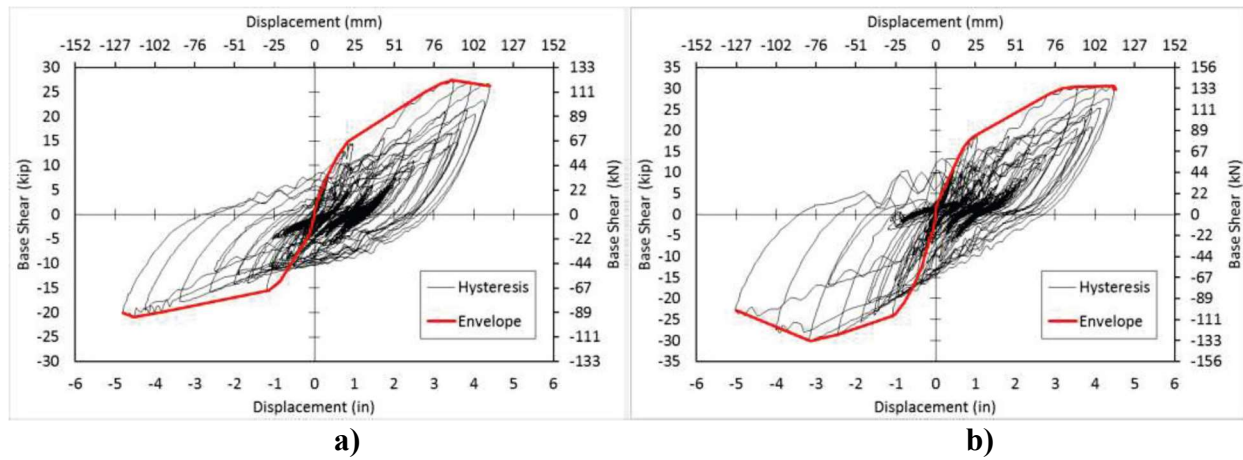 Displacement (mm)
-152 -127 -102 -76 -51 -25 0 25 51 76 102 127 152
30 133
25 111
20 89
15 67
10 44
5 22
0 0
-5 -22
-10 -44
-15 -67
-20 -89
-25 -111
-30 -133
Base Shear (kip)
Base Shear (kN)
Hysteresis
Envelope
-6 -5 -4 -3 -2 -1 0 1 2 3 4 5 6
Displacement (in)
a)
Displacement (mm)
-152 -127 -102 -76 -51 -25 0 25 51 76 102 127 152
35 156
30 133
25 111
20 89
15 67
10 44
5 22
0 0
-5 -22
-10 -44
-15 -67
-20 -89
-25 -111
-30 -133
-35 -156
Base Shear (kip)
Base Shear (kN)
Hysteresis
Envelope
-6 -5 -4 -3 -2 -1 0 1 2 3 4 5 6
Displacement (in)
b)